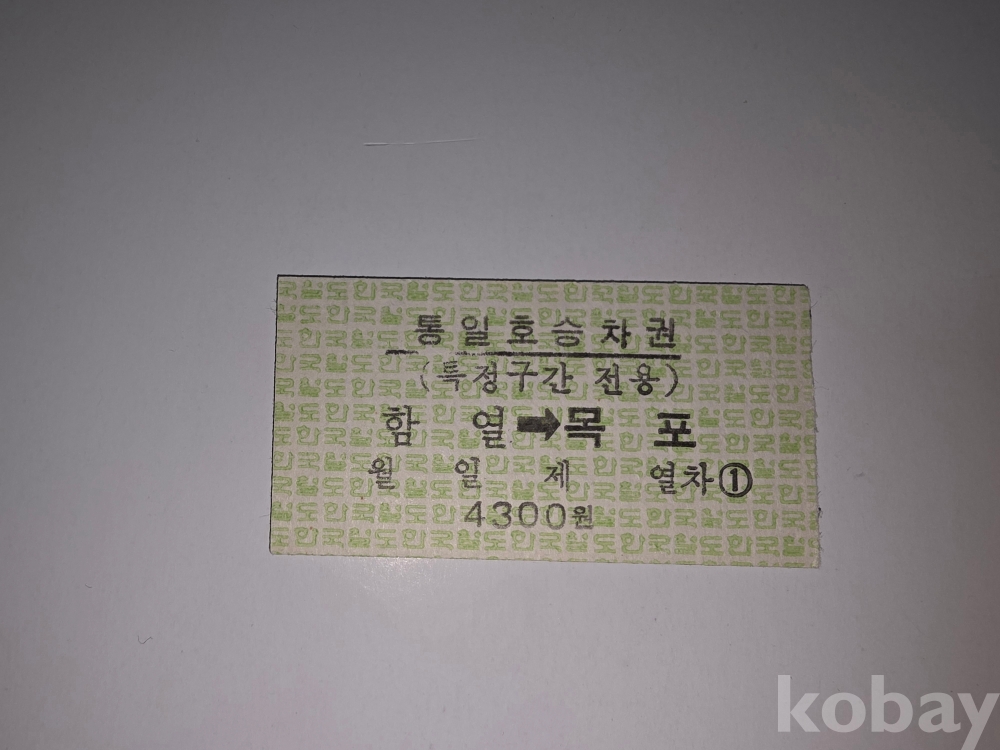 통일호승차권
(특정구간 전용)
함 열➡목 포
월 일 제 열차①
4300원
kobay